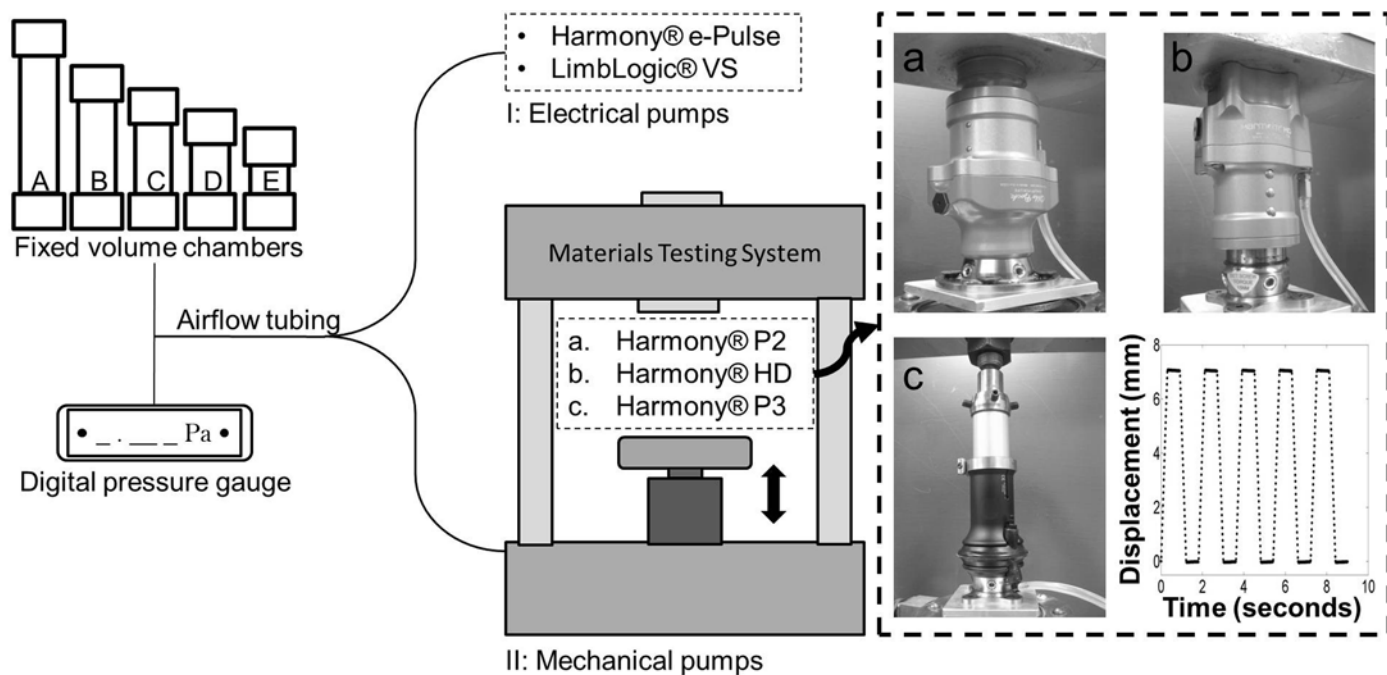 A
B
C
D
E
Fixed volume chambers
Airflow tubing
_ . _ _ Pa
Digital pressure gauge
• Harmony® e-Pulse
• LimbLogic® VS
I: Electrical pumps
Materials Testing System
a. Harmony® P2
b. Harmony® HD
c. Harmony® P3
II: Mechanical pumps
a
b
c
Displacement (mm)
8
6
4
2
0
0 2 4 6 8 10
Time (seconds)